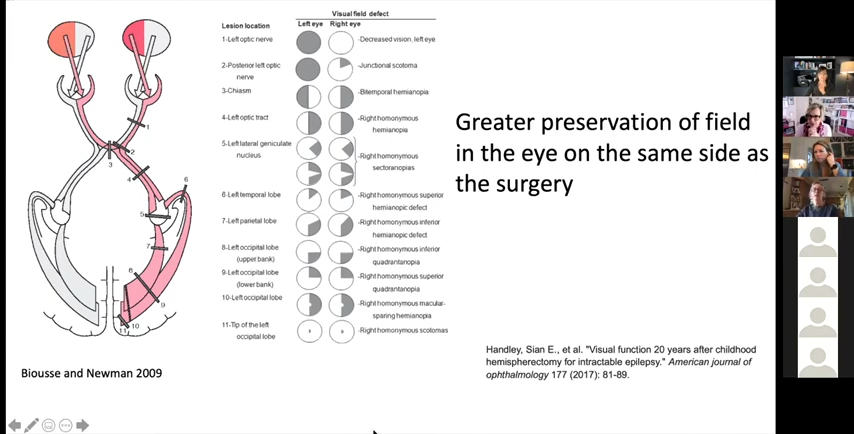 Visual field defect
Lesion location
Left eye Right eye
1-Left optic nerve
-Decreased vision, left eye
2-Posterior left optic
nerve
-Junctional scotoma
3-Chiasm
-Bitemporal hemianopia
4-Left optic tract
-Right homonymous
hemianopia
5-Left lateral geniculate
nucleus
-Right homonymous
sectoranopias
6-Left temporal lobe
-Right homonymous superior
hemianopic defect
7-Left parietal lobe
-Right homonymous inferior
hemianopic defect
8-Left occipital lobe
(upper bank)
-Right homonymous inferior
quadrantanopia
9-Left occipital lobe
(lower bank)
-Right homonymous superior
quadrantanopia
10-Left occipital lobe
-Right homonymous macular-
sparing hemianopia
11-Tip of the left
occipital lobe
-Right homonymous scotomas
1
2
3
4
6
5
7
8
9
10
11
Greater preservation of field
in the eye on the same side as
the surgery
Handley, Sian E., et al. "Visual function 20 years after childhood
hemispherectomy for intractable epilepsy." American journal of
ophthalmology 177 (2017): 81-89.
Biousse and Newman 2009